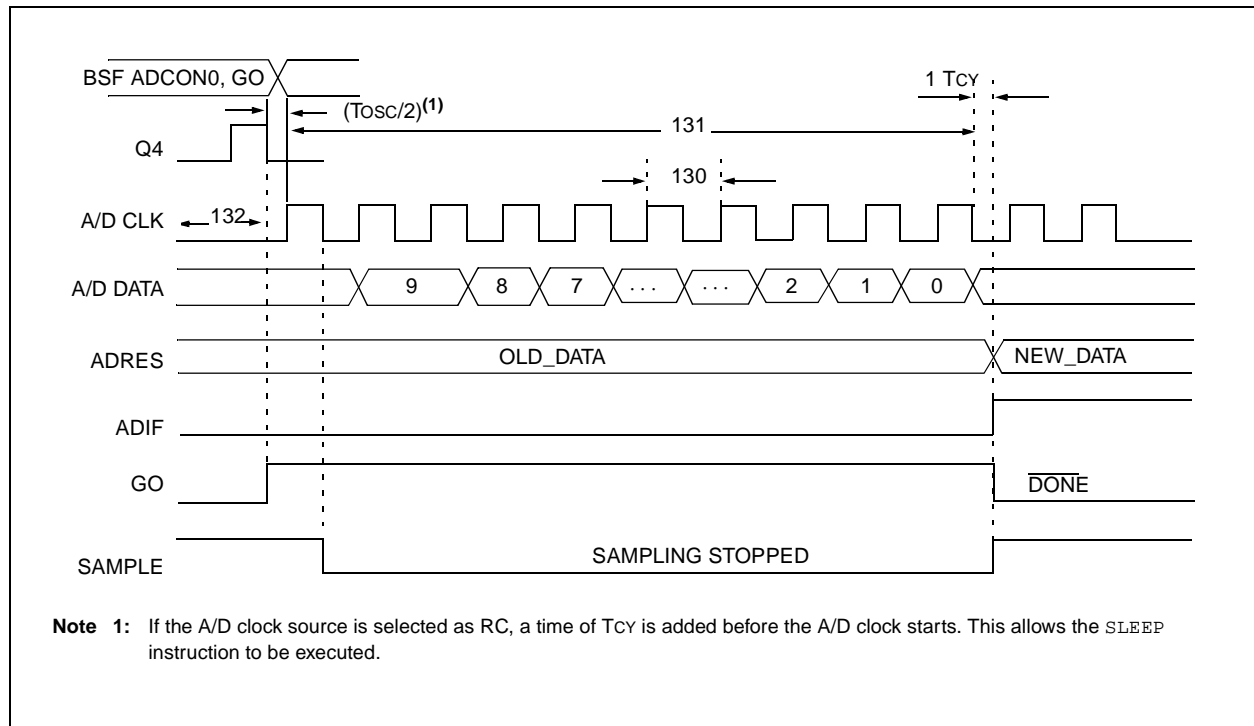 BSF ADCON0, GO
1 TCY
(TOSC/2)(1)
131
Q4
130
A/D CLK
132
A/D DATA
9 8 7 . . . . . . 2 1 0
ADRES
OLD_DATA
NEW_DATA
ADIF
GO
DONE
SAMPLE
SAMPLING STOPPED
Note 1: If the A/D clock source is selected as RC, a time of TCY is added before the A/D clock starts. This allows the SLEEP
instruction to be executed.